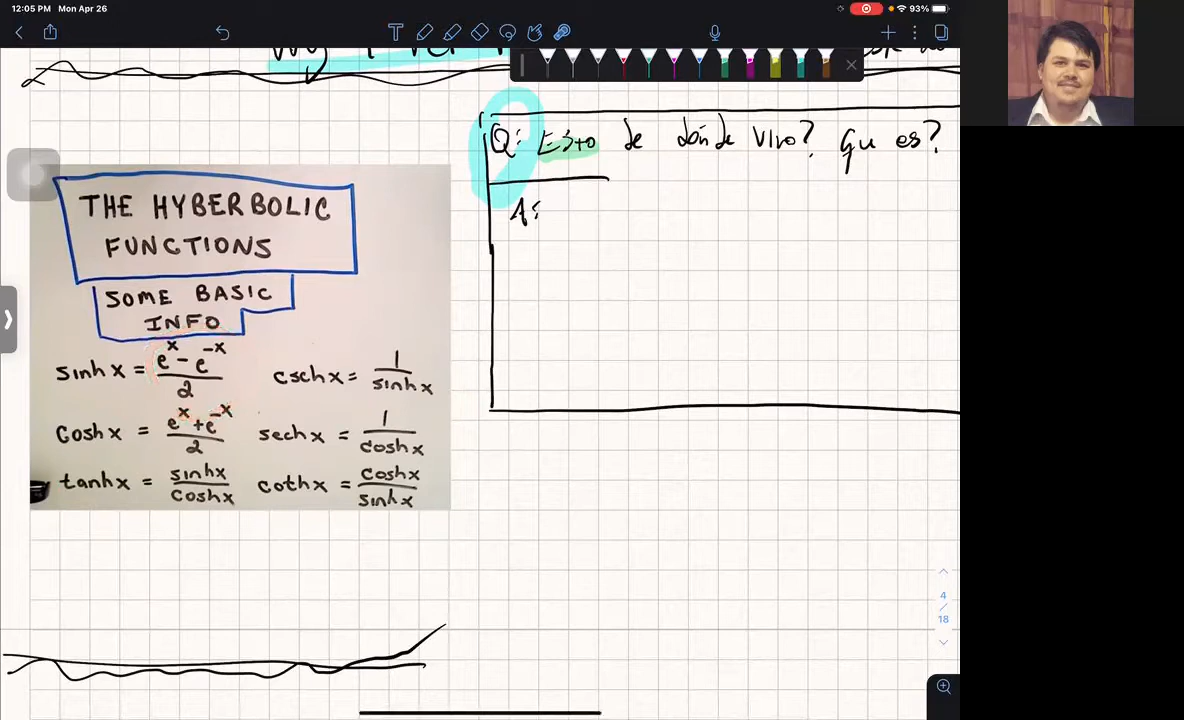 12:05 PM Mon Apr 26
93%
Q: Esto de dónde vivo? qu es?
A:
THE HYBERBOLIC
FUNCTIONS
SOME BASIC
INFO
sinh x = (e^x - e^-x)/2 csch x = 1/sinh x
cosh x = (e^x + e^-x)/2 sech x = 1/cosh x
tanh x = sinh x/cosh x coth x = cosh x/sinh x
4
/
18